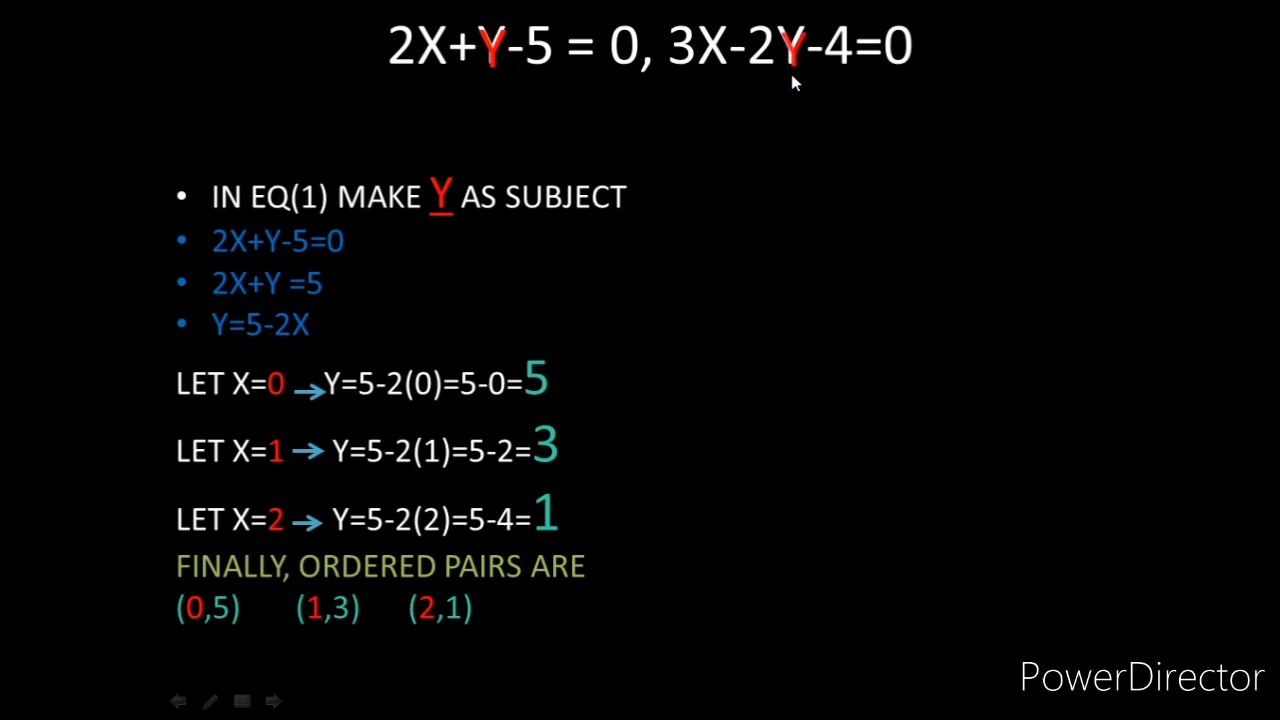 2X+Y-5 = 0, 3X-2Y-4=0
• IN EQ(1) MAKE Y AS SUBJECT
• 2X+Y-5=0
• 2X+Y =5
• Y=5-2X
LET X=0 → Y=5-2(0)=5-0=5
LET X=1 → Y=5-2(1)=5-2=3
LET X=2 → Y=5-2(2)=5-4=1
FINALLY, ORDERED PAIRS ARE
(0,5) (1,3) (2,1)
PowerDirector